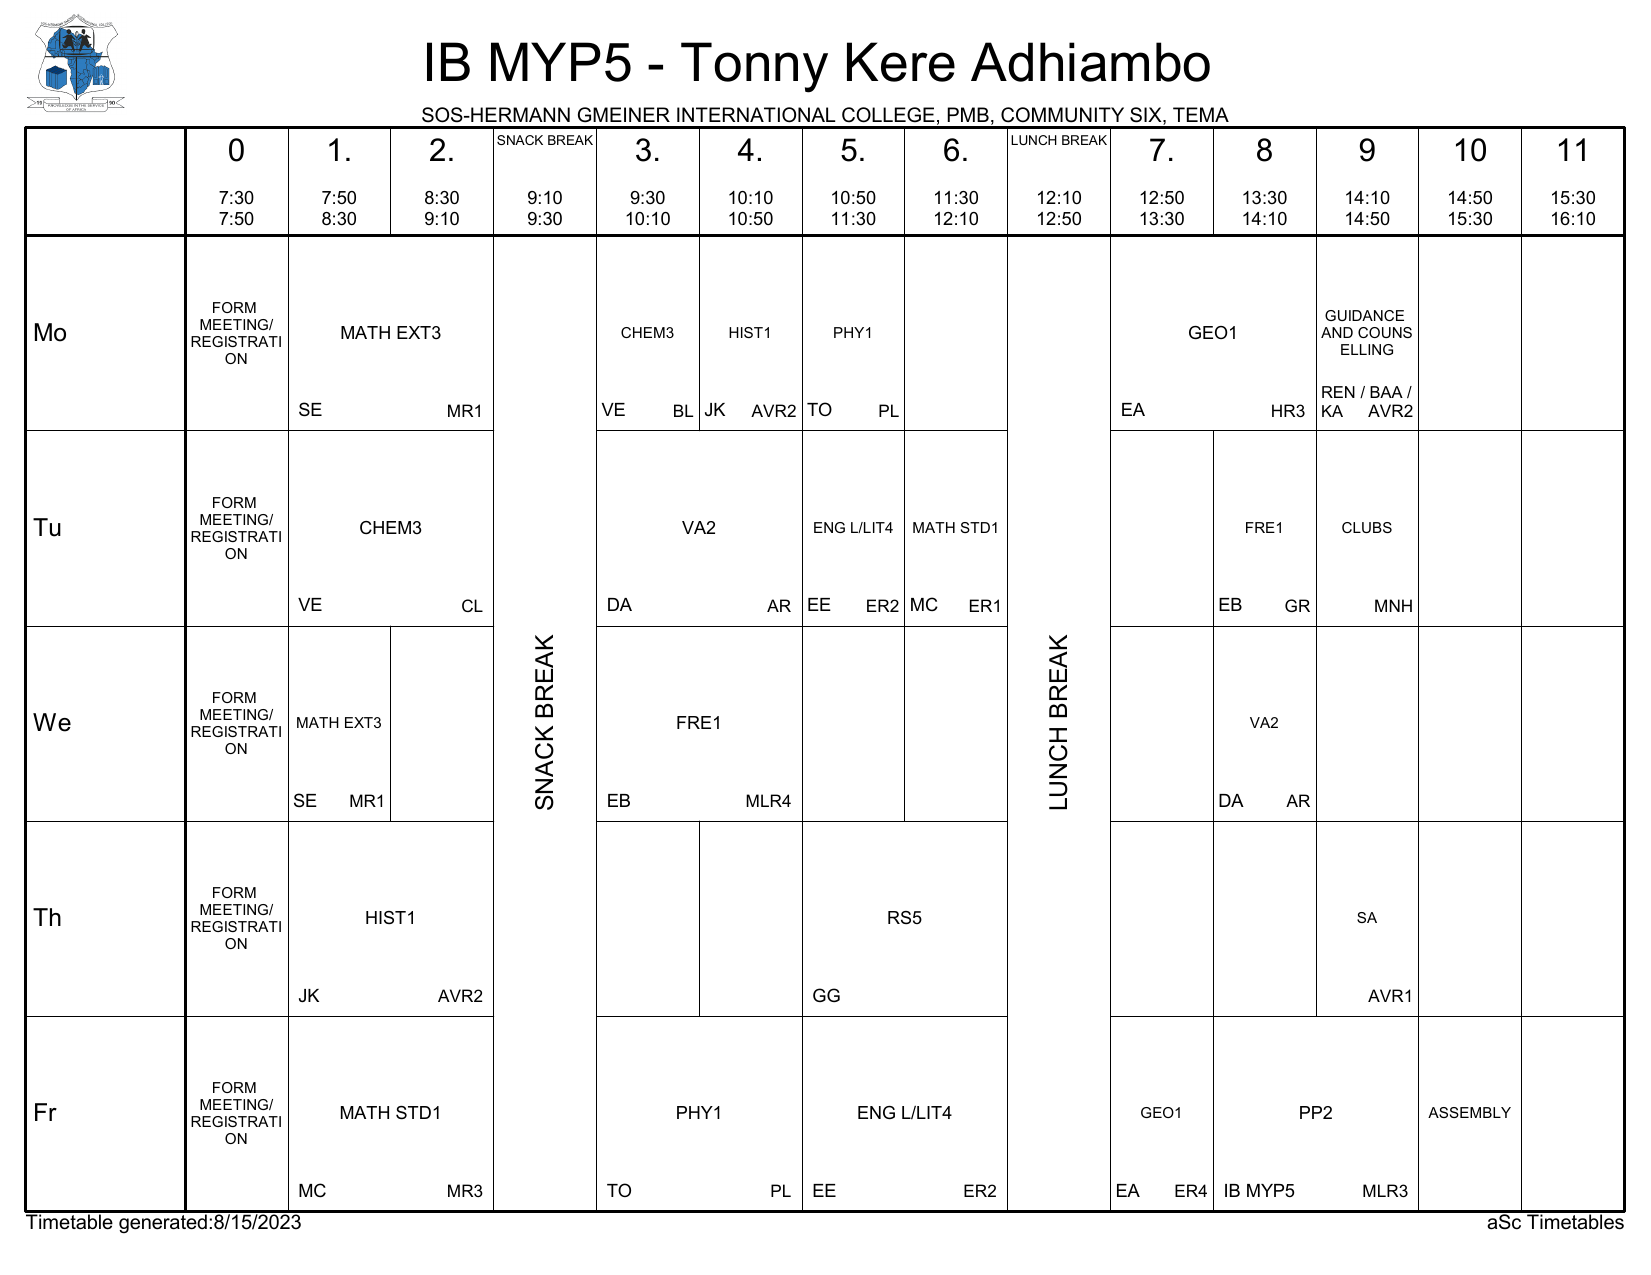 IB MYP5 - Tonny Kere Adhiambo
SOS-HERMANN GMEINER INTERNATIONAL COLLEGE, PMB, COMMUNITY SIX, TEMA
0 1. 2. SNACK BREAK 3. 4. 5. 6. LUNCH BREAK 7. 8 9 10 11
7:30 7:50 8:30 9:10 9:30 10:10 10:50 11:30 12:10 12:50 13:30 14:10 14:50 15:30
7:50 8:30 9:10 9:30 10:10 10:50 11:30 12:10 12:50 13:30 14:10 14:50 15:30 16:10
Mo
FORM
MEETING/
REGISTRATI
ON
MATH EXT3
SE MR1
CHEM3
VE BL
HIST1
JK AVR2
PHY1
TO PL
GEO1
EA HR3
GUIDANCE
AND COUNS
ELLING
REN / BAA /
KA AVR2
Tu
FORM
MEETING/
REGISTRATI
ON
CHEM3
VE CL
VA2
DA AR
ENG L/LIT4
EE ER2
MATH STD1
MC ER1
FRE1
EB GR
CLUBS
MNH
We
FORM
MEETING/
REGISTRATI
ON
MATH EXT3
SE MR1
SNACK BREAK
FRE1
EB MLR4
LUNCH BREAK
VA2
DA AR
Th
FORM
MEETING/
REGISTRATI
ON
HIST1
JK AVR2
RS5
GG
SA
AVR1
Fr
FORM
MEETING/
REGISTRATI
ON
MATH STD1
MC MR3
PHY1
TO PL
ENG L/LIT4
EE ER2
GEO1
EA ER4
PP2
IB MYP5 MLR3
ASSEMBLY
Timetable generated:8/15/2023
aSc Timetables